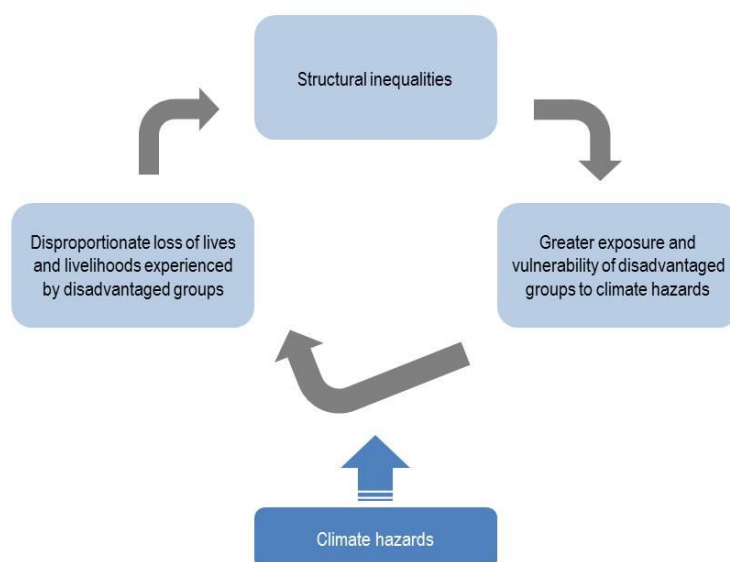 Structural inequalities
Disproportionate loss of lives
and livelihoods experienced
by disadvantaged groups
Greater exposure and
vulnerability of disadvantaged
groups to climate hazards
Climate hazards